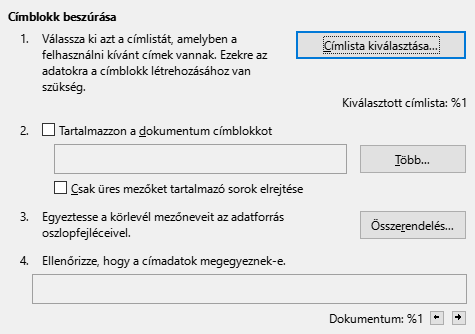 Címblokk beszúrása
1. Válassza ki azt a címlistát, amelyben a
felhasználni kívánt címek vannak. Ezekre az
adatokra a címblokk létrehozásához van
szükség.
Címlista kiválasztása...
Kiválasztott címlista: %1
2. Tartalmazzon a dokumentum címblokkot
Több...
Csak üres mezőket tartalmazó sorok elrejtése
3. Egyeztesse a körlevél mezőneveit az adatforrás
oszlopfejléceivel.
Összerendelés...
4. Ellenőrizze, hogy a címadatok megegyeznek-e.
Dokumentum: %1